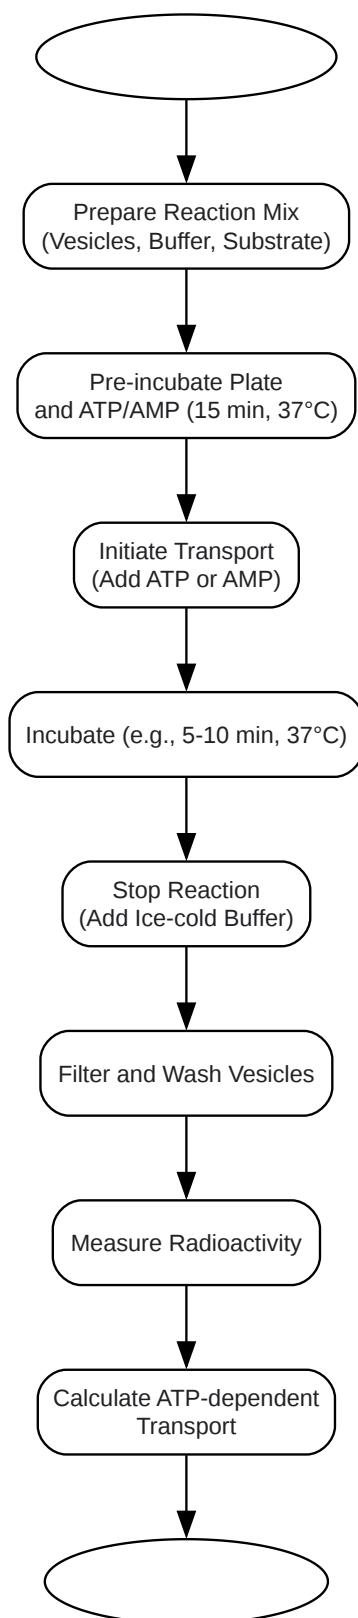 Prepare Reaction Mix
(Vesicles, Buffer, Substrate)
Pre-incubate Plate
and ATP/AMP (15 min, 37°C)
Initiate Transport
(Add ATP or AMP)
Incubate (e.g., 5-10 min, 37°C)
Stop Reaction
(Add Ice-cold Buffer)
Filter and Wash Vesicles
Measure Radioactivity
Calculate ATP-dependent
Transport